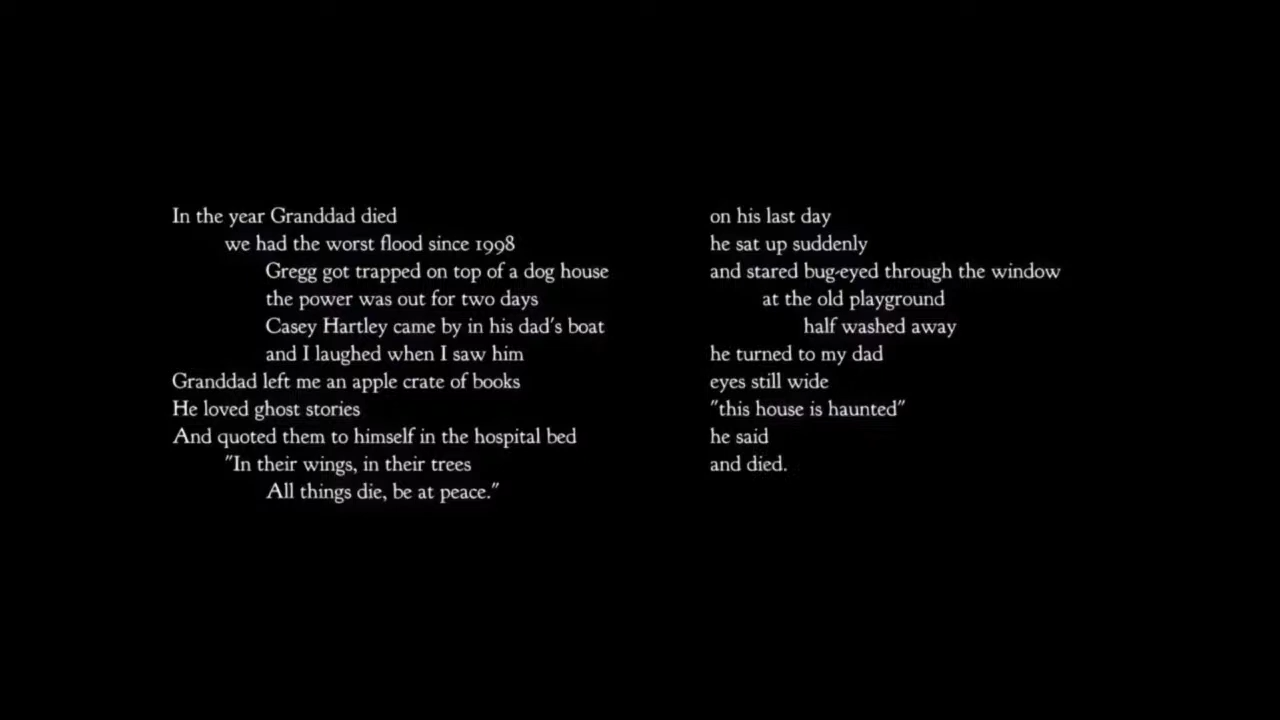 In the year Granddad died
we had the worst flood since 1998
Gregg got trapped on top of a dog house
the power was out for two days
Casey Hartley came by in his dad's boat
and I laughed when I saw him
Granddad left me an apple crate of books
He loved ghost stories
And quoted them to himself in the hospital bed
"In their wings, in their trees
All things die, be at peace."
on his last day
he sat up suddenly
and stared bug-eyed through the window
at the old playground
half washed away
he turned to my dad
eyes still wide
"this house is haunted"
he said
and died.